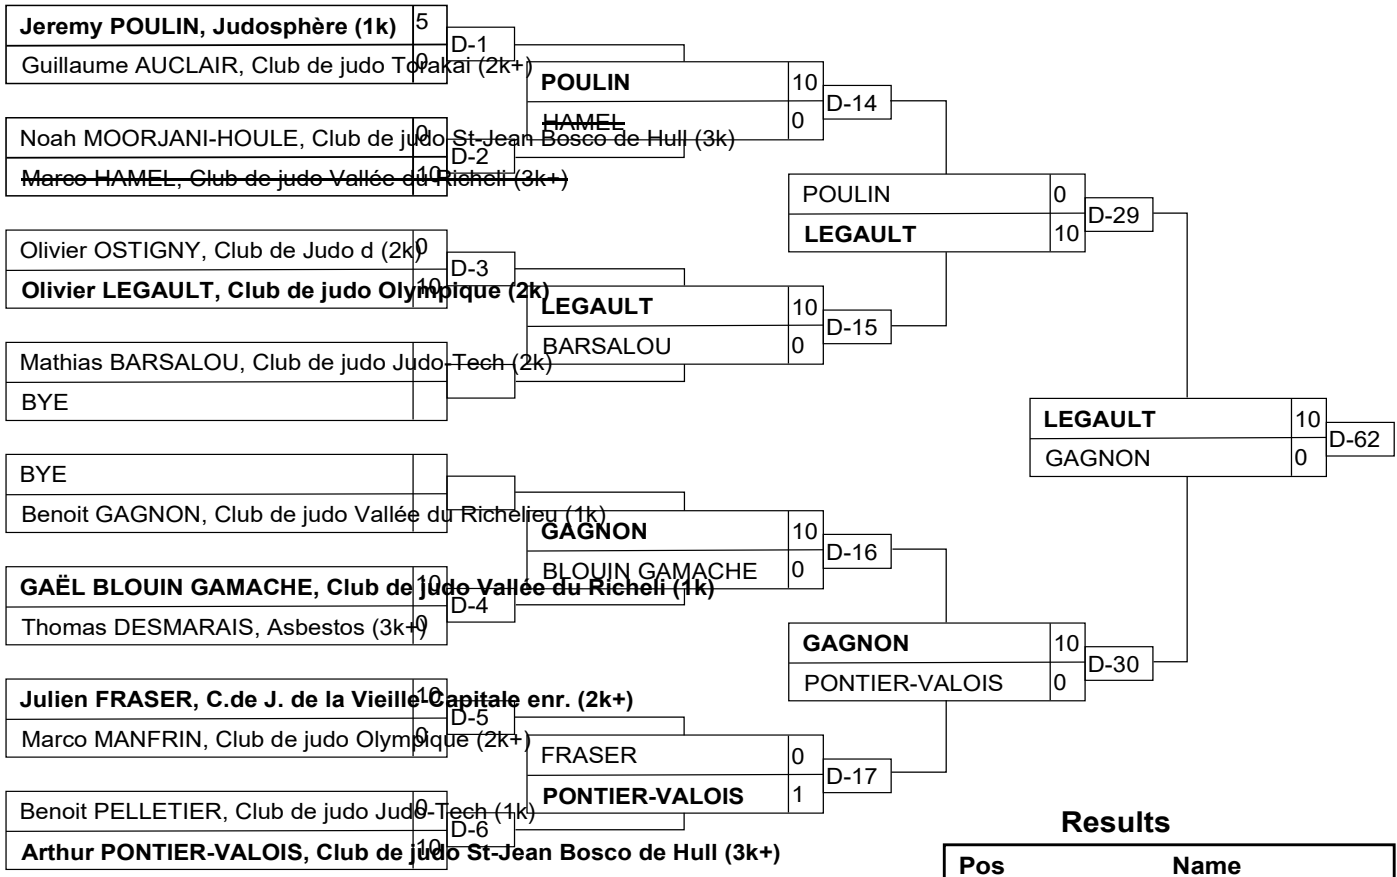 Jeremy POULIN, Judosphère (1k) 5
Guillaume AUCLAIR, Club de judo Torakai (2k+) 0
D-1
Noah MOORJANI-HOULE, Club de judo St-Jean Bosco de Hull (3k) 0
Marco HAMEL, Club de judo Vallée du Richeli (3k+) 10
D-2
Olivier OSTIGNY, Club de Judo d (2k) 0
Olivier LEGAULT, Club de judo Olympique (2k) 10
D-3
Mathias BARSALOU, Club de judo Judo-Tech (2k)
BYE
BYE
Benoit GAGNON, Club de judo Vallée du Richelieu (1k)
GAËL BLOUIN GAMACHE, Club de judo Vallée du Richeli (1k) 10
Thomas DESMARAIS, Asbestos (3k+) 0
D-4
Julien FRASER, C.de J. de la Vieille-Capitale enr. (2k+) 10
Marco MANFRIN, Club de judo Olympique (2k+) 0
D-5
Benoit PELLETIER, Club de judo Judo-Tech (1k) 0
Arthur PONTIER-VALOIS, Club de judo St-Jean Bosco de Hull (3k+) 10
D-6
POULIN 10
HAMEL 0
D-14
LEGAULT 10
BARSALOU 0
D-15
GAGNON 10
BLOUIN GAMACHE 0
D-16
FRASER 0
PONTIER-VALOIS 1
D-17
POULIN 0
LEGAULT 10
D-29
GAGNON 10
PONTIER-VALOIS 0
D-30
LEGAULT 10
GAGNON 0
D-62
Results
Pos Name